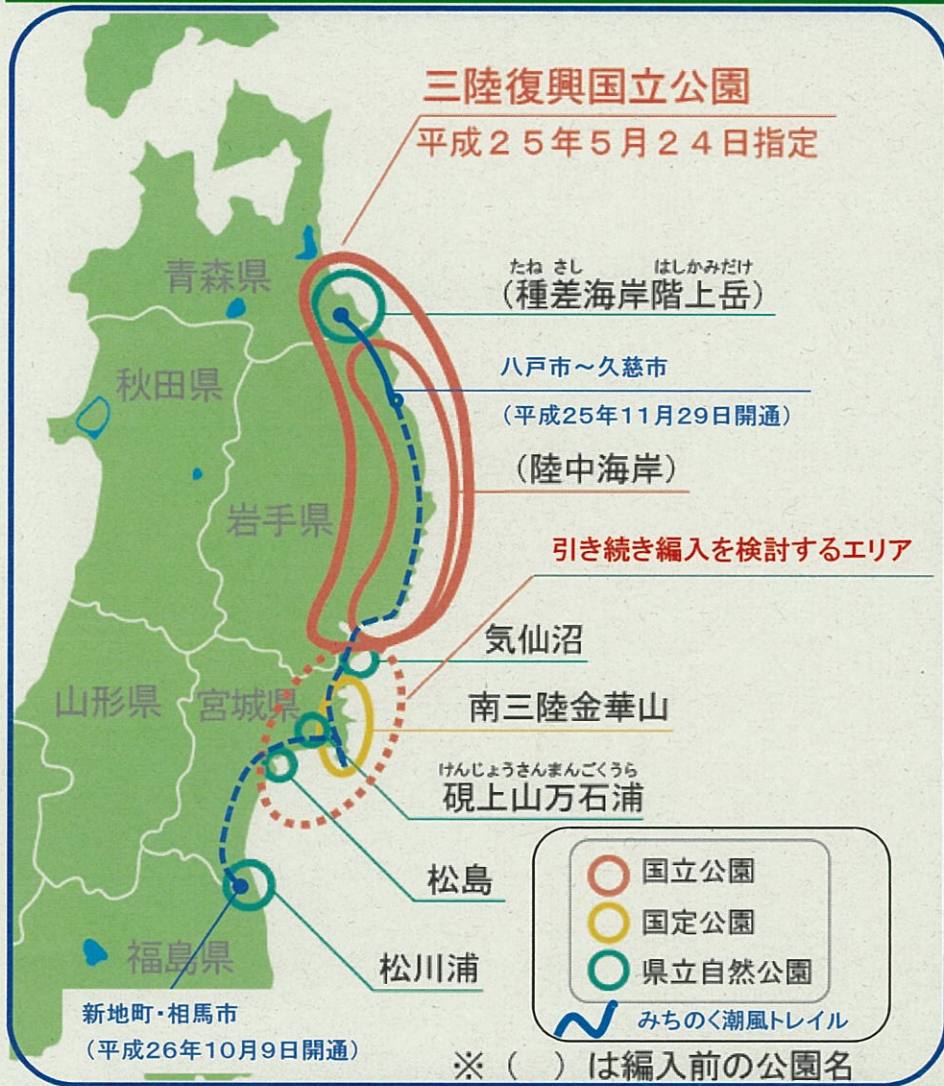 三陸復興国立公園
平成25年5月24日指定
青森県
たねさし はしかみだけ
（種差海岸階上岳）
八戸市～久慈市
（平成25年11月29日開通）
秋田県
（陸中海岸）
岩手県
引き続き編入を検討するエリア
気仙沼
山形県
宮城県
南三陸金華山
けんじょうさんまんごくうら
硯上山万石浦
松島
福島県
松川浦
新地町・相馬市
（平成26年10月9日開通）
国立公園
国定公園
県立自然公園
みちのく潮風トレイル
※（ ）は編入前の公園名